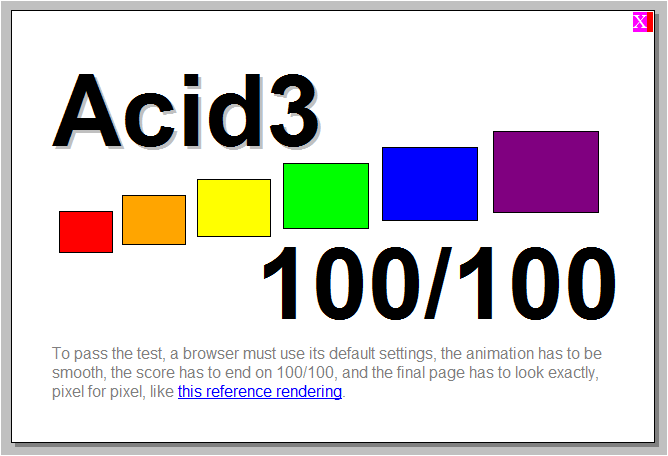 X
Acid3
100/100
To pass the test, a browser must use its default settings, the animation has to be
smooth, the score has to end on 100/100, and the final page has to look exactly,
pixel for pixel, like this reference rendering.